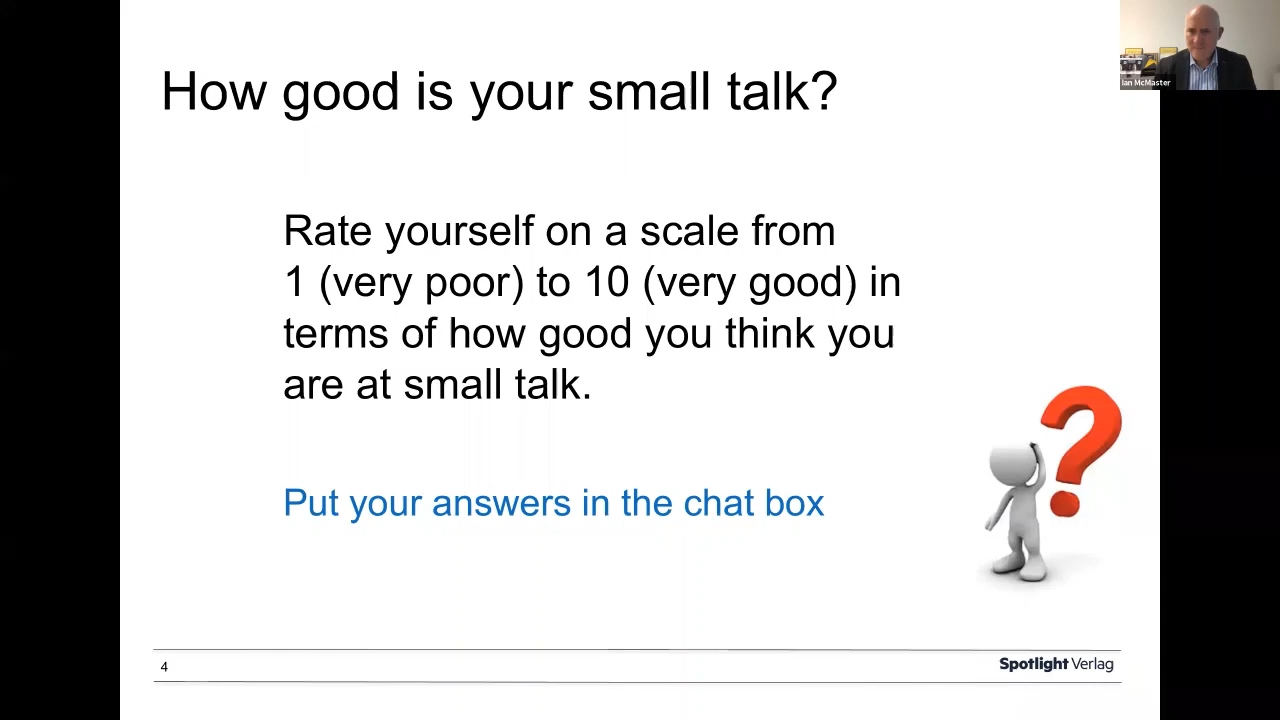 How good is your small talk?
Ian McMaster
Rate yourself on a scale from
1 (very poor) to 10 (very good) in
terms of how good you think you
are at small talk.
Put your answers in the chat box
4
Spotlight Verlag